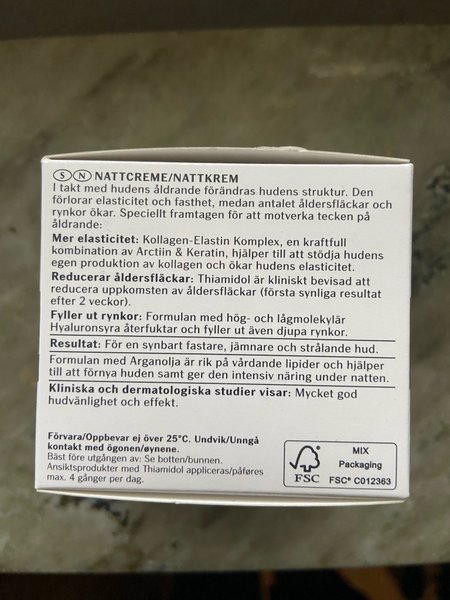 S N NATTCREME/NATTKREM
I takt med hudens åldrande förändras hudens struktur. Den
förlorar elasticitet och fasthet, medan antalet åldersfläckar och
rynkor ökar. Speciellt framtagen för att motverka tecken på
åldrande:
Mer elasticitet: Kollagen-Elastin Komplex, en kraftfull
kombination av Arctiin & Keratin, hjälper till att stödja hudens
egen produktion av kollagen och ökar hudens elasticitet.
Reducerar åldersfläckar: Thiamidol är kliniskt bevisad att
reducera uppkomsten av åldersfläckar (första synliga resultat
efter 2 veckor).
Fyller ut rynkor: Formulan med hög- och lågmolekylär
Hyaluronsyra återfuktar och fyller ut även djupa rynkor.
Resultat: För en synbart fastare, jämnare och strålande hud.
Formulan med Arganolja är rik på vårdande lipider och hjälper
till att förnya huden samt ger den intensiv näring under natten.
Kliniska och dermatologiska studier visar: Mycket god
hudvänlighet och effekt.
Förvara/Oppbevar ej över 25°C. Undvik/Unngå
kontakt med ögonen/øynene.
Bäst före utgången av: Se botten/bunnen.
Ansiktsprodukter med Thiamidol appliceras/påføres
max. 4 gånger per dag.
FSC
MIX
Packaging
FSC® C012363